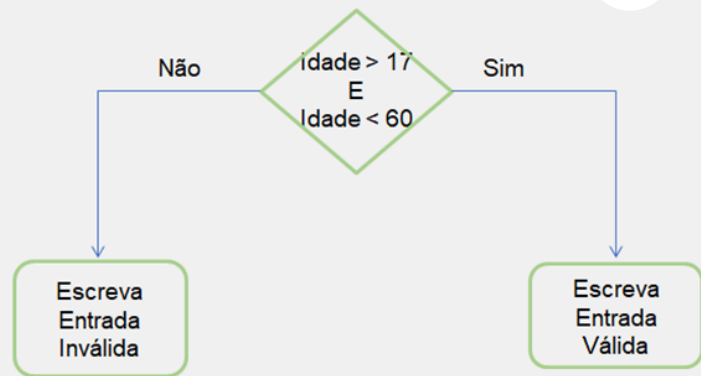 Não
Idade > 17
E
Idade < 60
Sim
Escreva
Entrada
Inválida
Escreva
Entrada
Válida